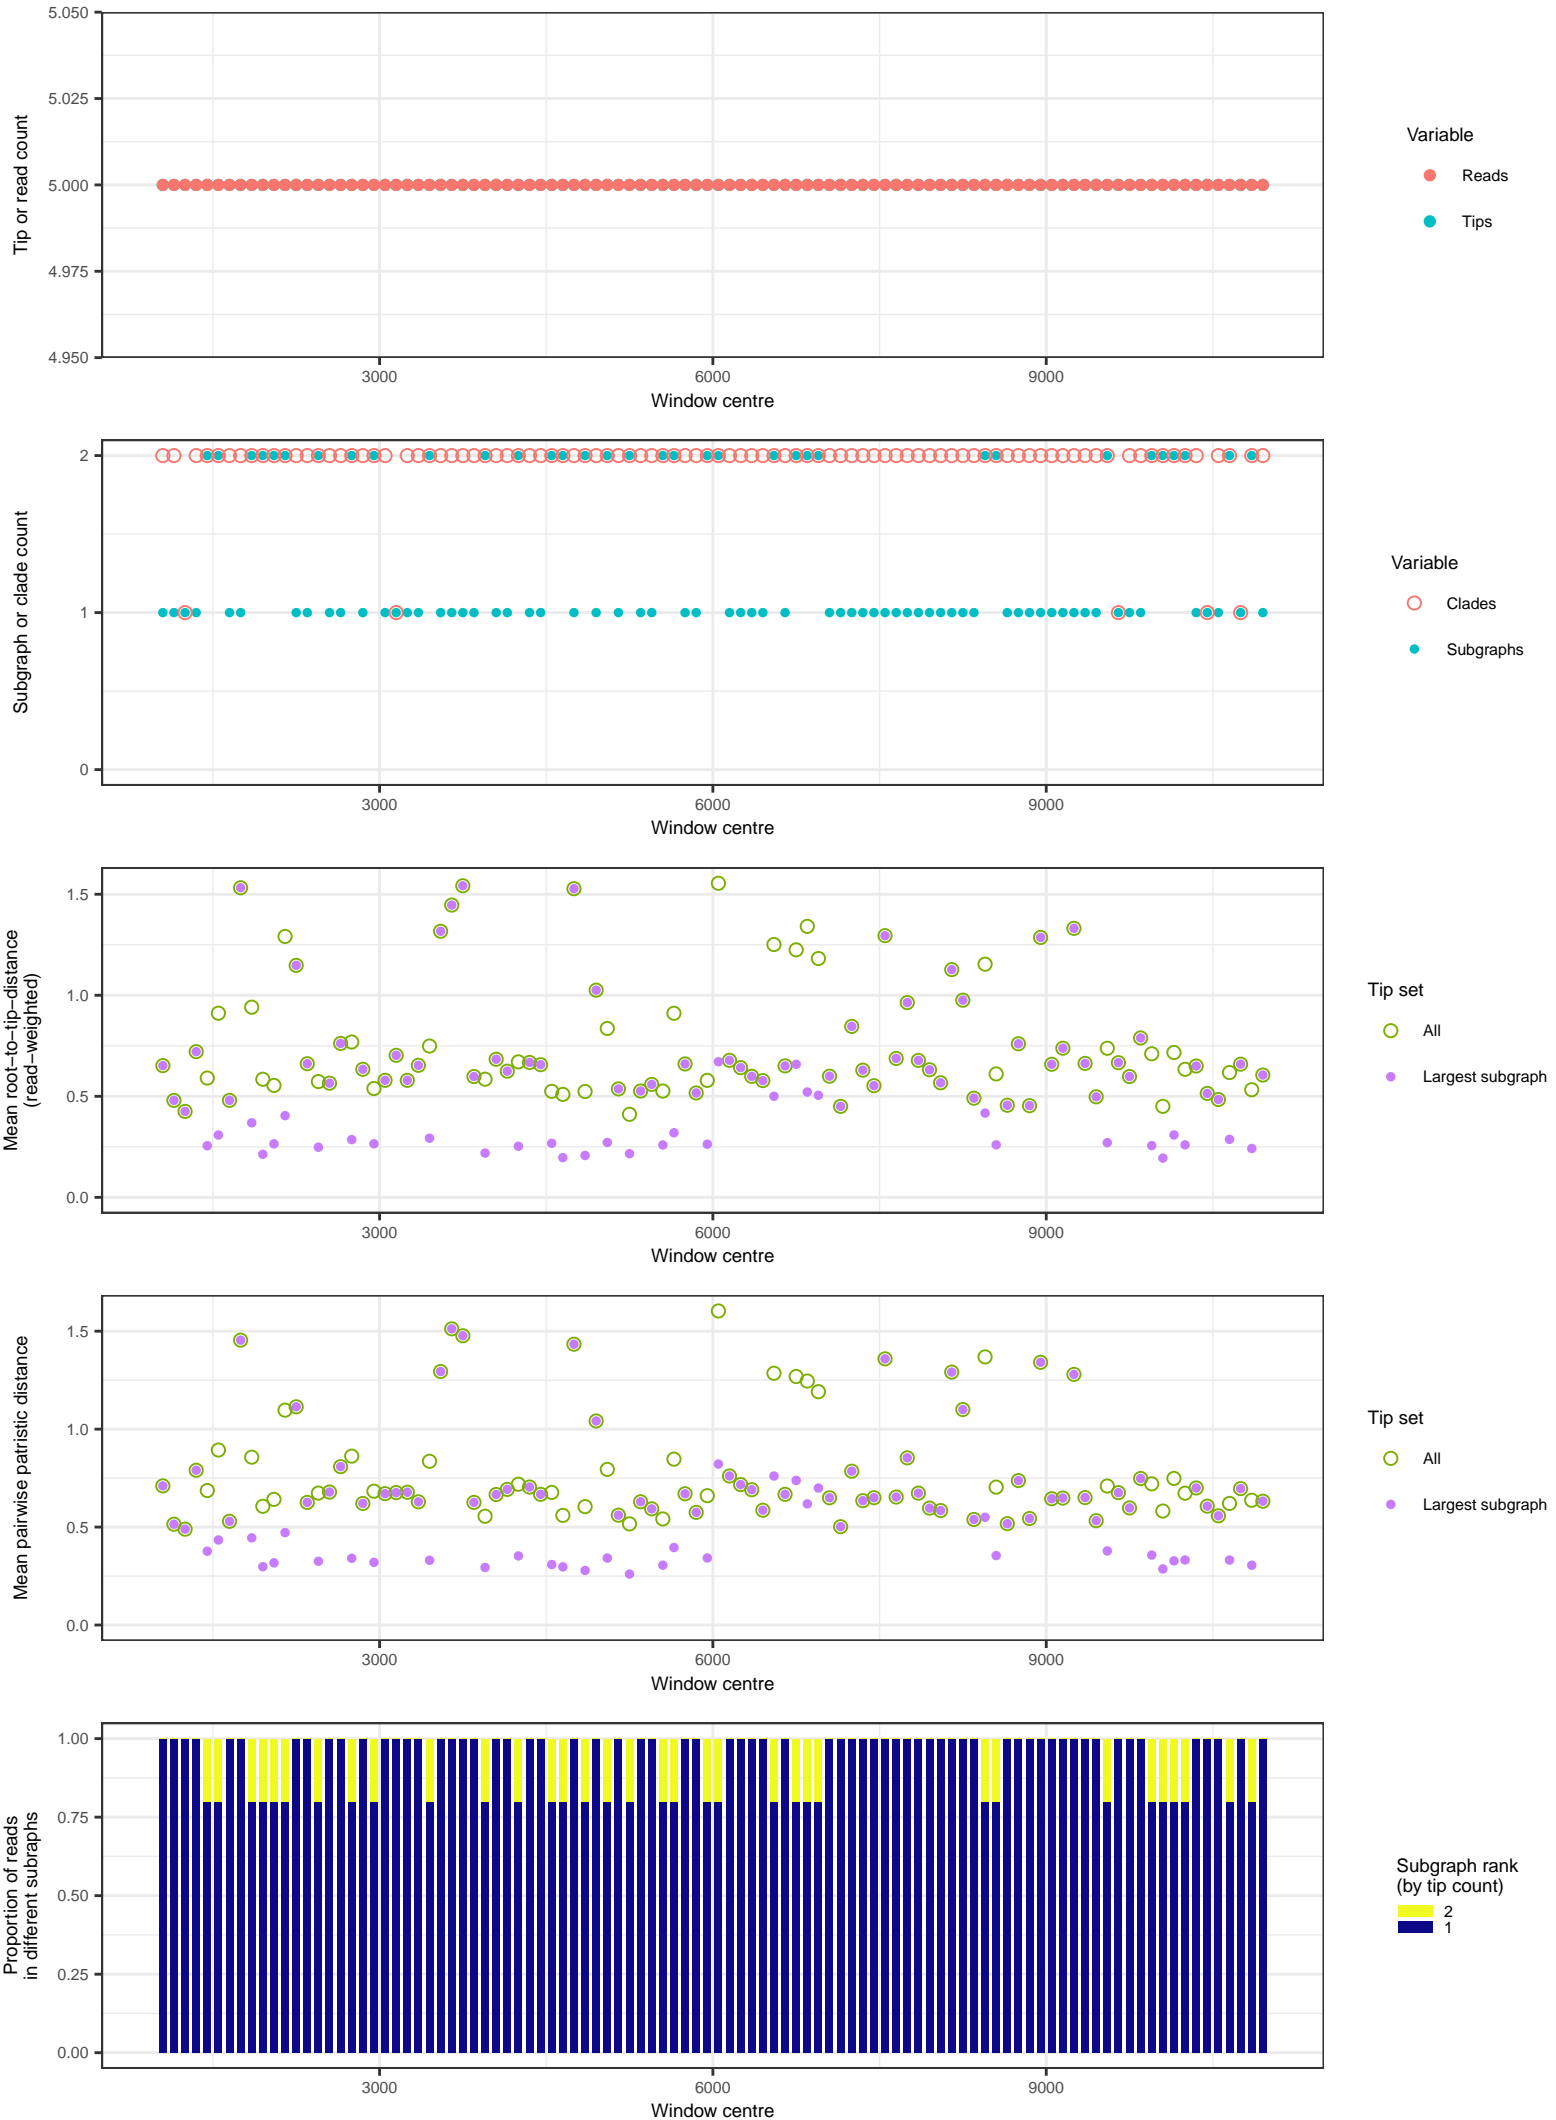 5.050
5.025
5.000
4.975
4.950
Tip or read count
3000
6000
9000
Window centre
Variable
Reads
Tips
2
1
0
Subgraph or clade count
3000
6000
9000
Window centre
Variable
Clades
Subgraphs
1.5
1.0
0.5
0.0
Mean root−to−tip−distance
(read−weighted)
3000
6000
9000
Window centre
Tip set
All
Largest subgraph
1.5
1.0
0.5
0.0
Mean pairwise patristic distance
3000
6000
9000
Window centre
Tip set
All
Largest subgraph
1.00
0.75
0.50
0.25
0.00
Proportion of reads
in different subraphs
3000
6000
9000
Window centre
Subgraph rank
(by tip count)
2
1